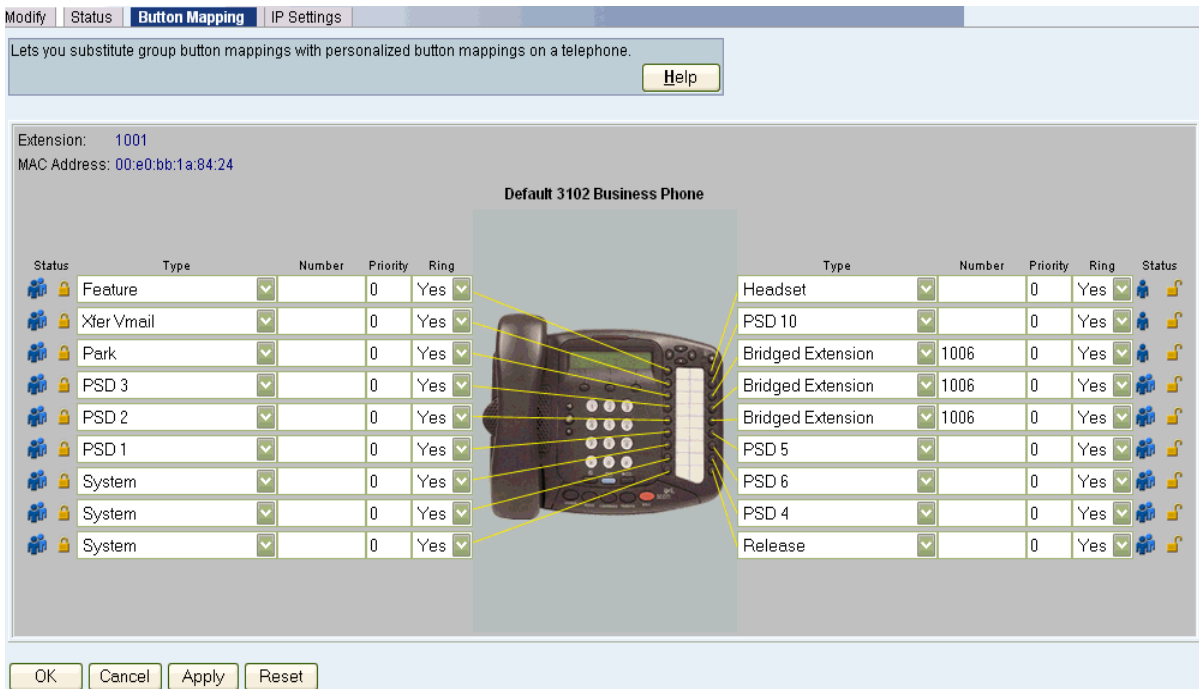 Modify Status Button Mapping IP Settings
Lets you substitute group button mappings with personalized button mappings on a telephone.
Help
Extension: 1001
MAC Address: 00:e0:bb:1a:84:24
Default 3102 Business Phone
Status Type Number Priority Ring Type Number Priority Ring Status
Feature 0 Yes Headset 0 Yes
Xfer Vmail 0 Yes PSD 10 0 Yes
Park 0 Yes Bridged Extension 1006 0 Yes
PSD 3 0 Yes Bridged Extension 1006 0 Yes
PSD 2 0 Yes Bridged Extension 1006 0 Yes
PSD 1 0 Yes PSD 5 0 Yes
System 0 Yes PSD 6 0 Yes
System 0 Yes PSD 4 0 Yes
System 0 Yes Release 0 Yes
OK Cancel Apply Reset